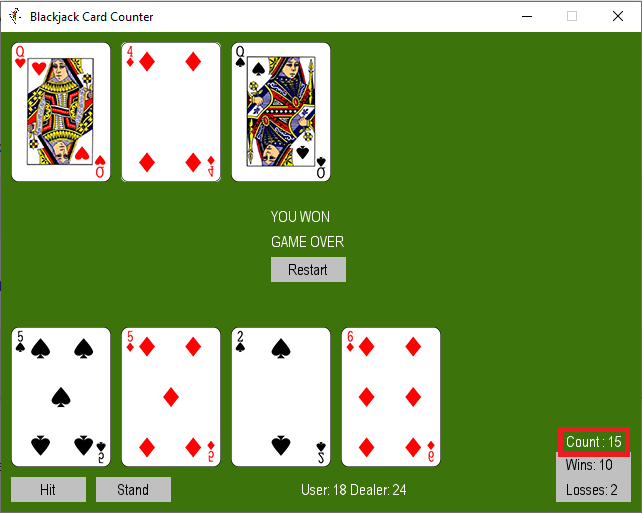 Blackjack Card Counter
Q 4 Q
Q 4 Q
YOU WON
GAME OVER
Restart
5 5 2 6
5 5 2 6
Count : 15
Wins: 10
Hit Stand User: 18 Dealer: 24 Losses: 2